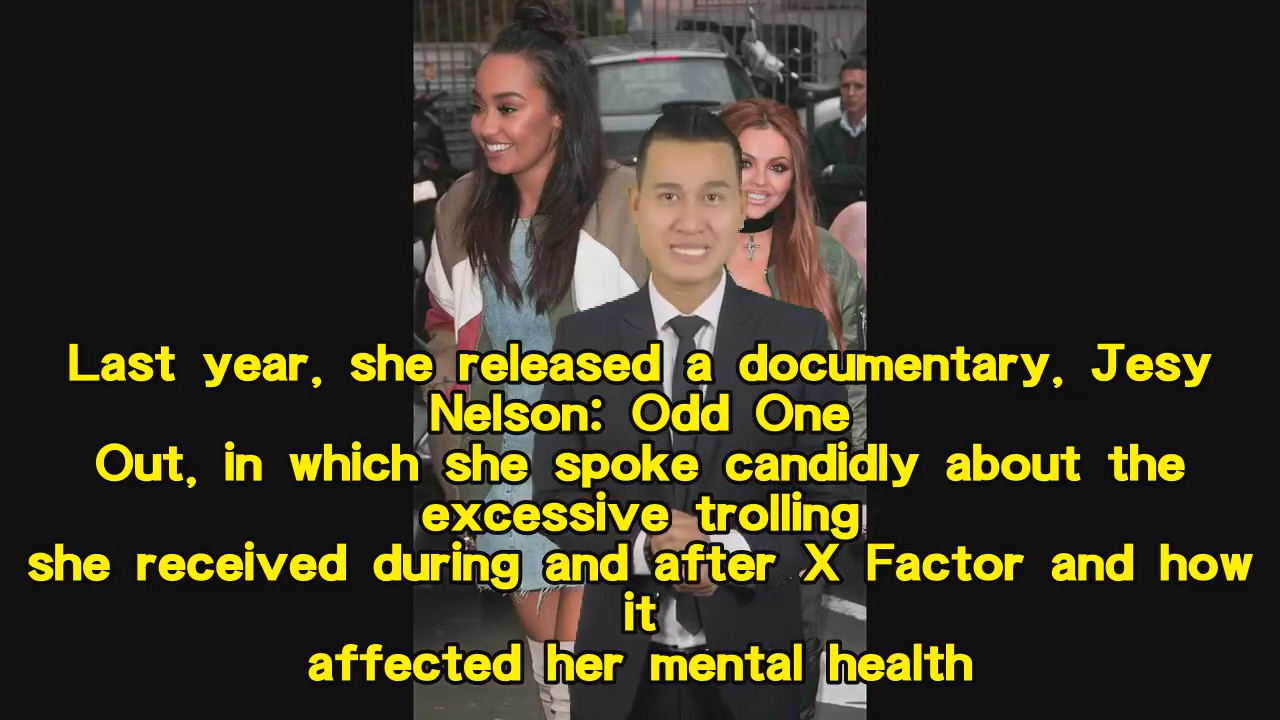 Last year, she released a documentary, Jesy
Nelson: Odd One
Out, in which she spoke candidly about the
excessive trolling
she received during and after X Factor and how
it
affected her mental health